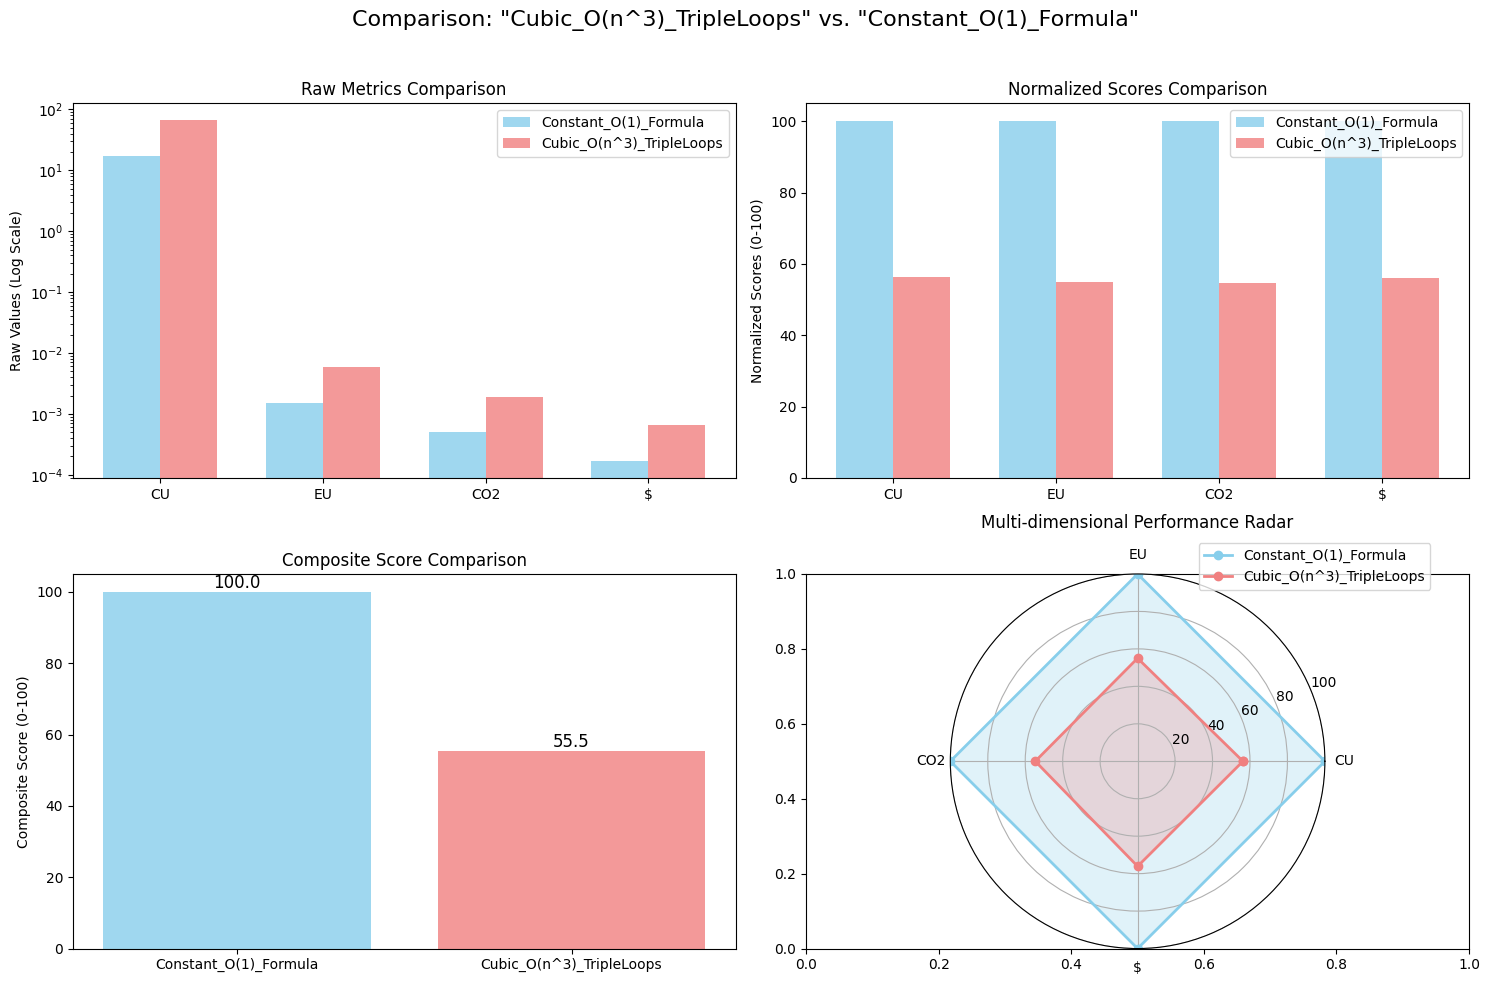 Comparison: "Cubic_O(n^3)_TripleLoops" vs. "Constant_O(1)_Formula"
Raw Metrics Comparison
Raw Values (Log Scale)
10^2
10^1
10^0
10^-1
10^-2
10^-3
10^-4
Constant_O(1)_Formula
Cubic_O(n^3)_TripleLoops
CU EU CO2 $
Normalized Scores Comparison
Normalized Scores (0-100)
100
80
60
40
20
0
Constant_O(1)_Formula
Cubic_O(n^3)_TripleLoops
CU EU CO2 $
Composite Score Comparison
Composite Score (0-100)
100
80
60
40
20
0
100.0
55.5
Constant_O(1)_Formula Cubic_O(n^3)_TripleLoops
Multi-dimensional Performance Radar
Constant_O(1)_Formula
Cubic_O(n^3)_TripleLoops
EU
1.0
0.8
0.6
0.4
0.2
0.0
100
80
60
40
20
CO2 CU
$
0.0 0.2 0.4 0.6 0.8 1.0